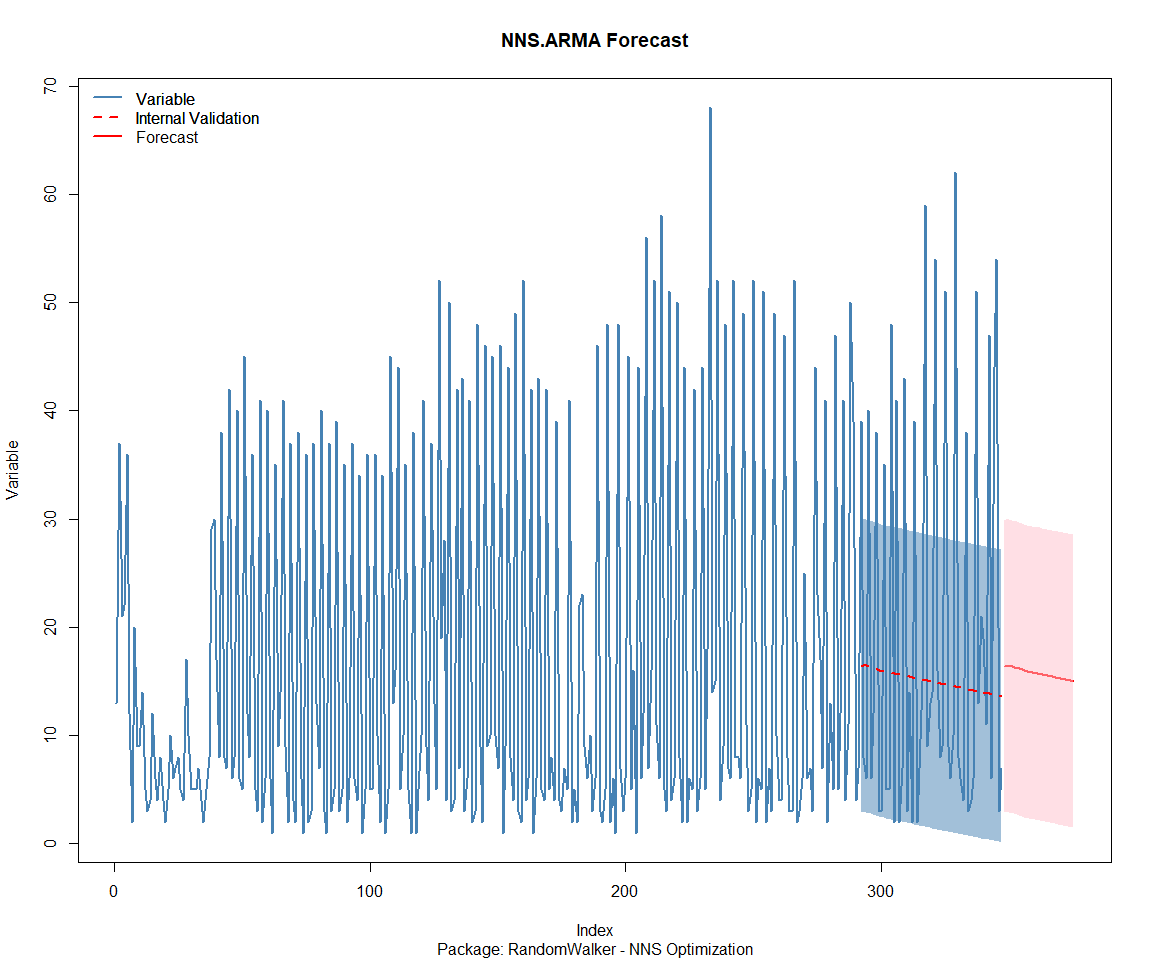 NNS.ARMA Forecast
Variable
Internal Validation
Forecast
70
60
50
40
30
20
10
0
Variable
0 100 200 300
Index
Package: RandomWalker - NNS Optimization